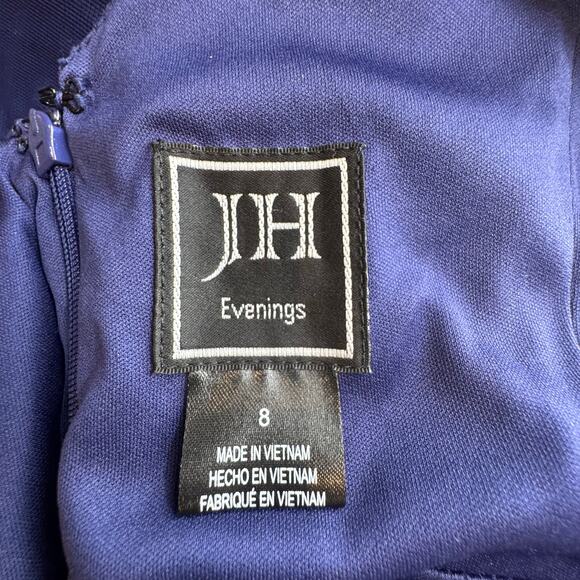 JH
Evenings
8
MADE IN VIETNAM
HECHO EN VIETNAM
FABRIQUÉ EN VIETNAM